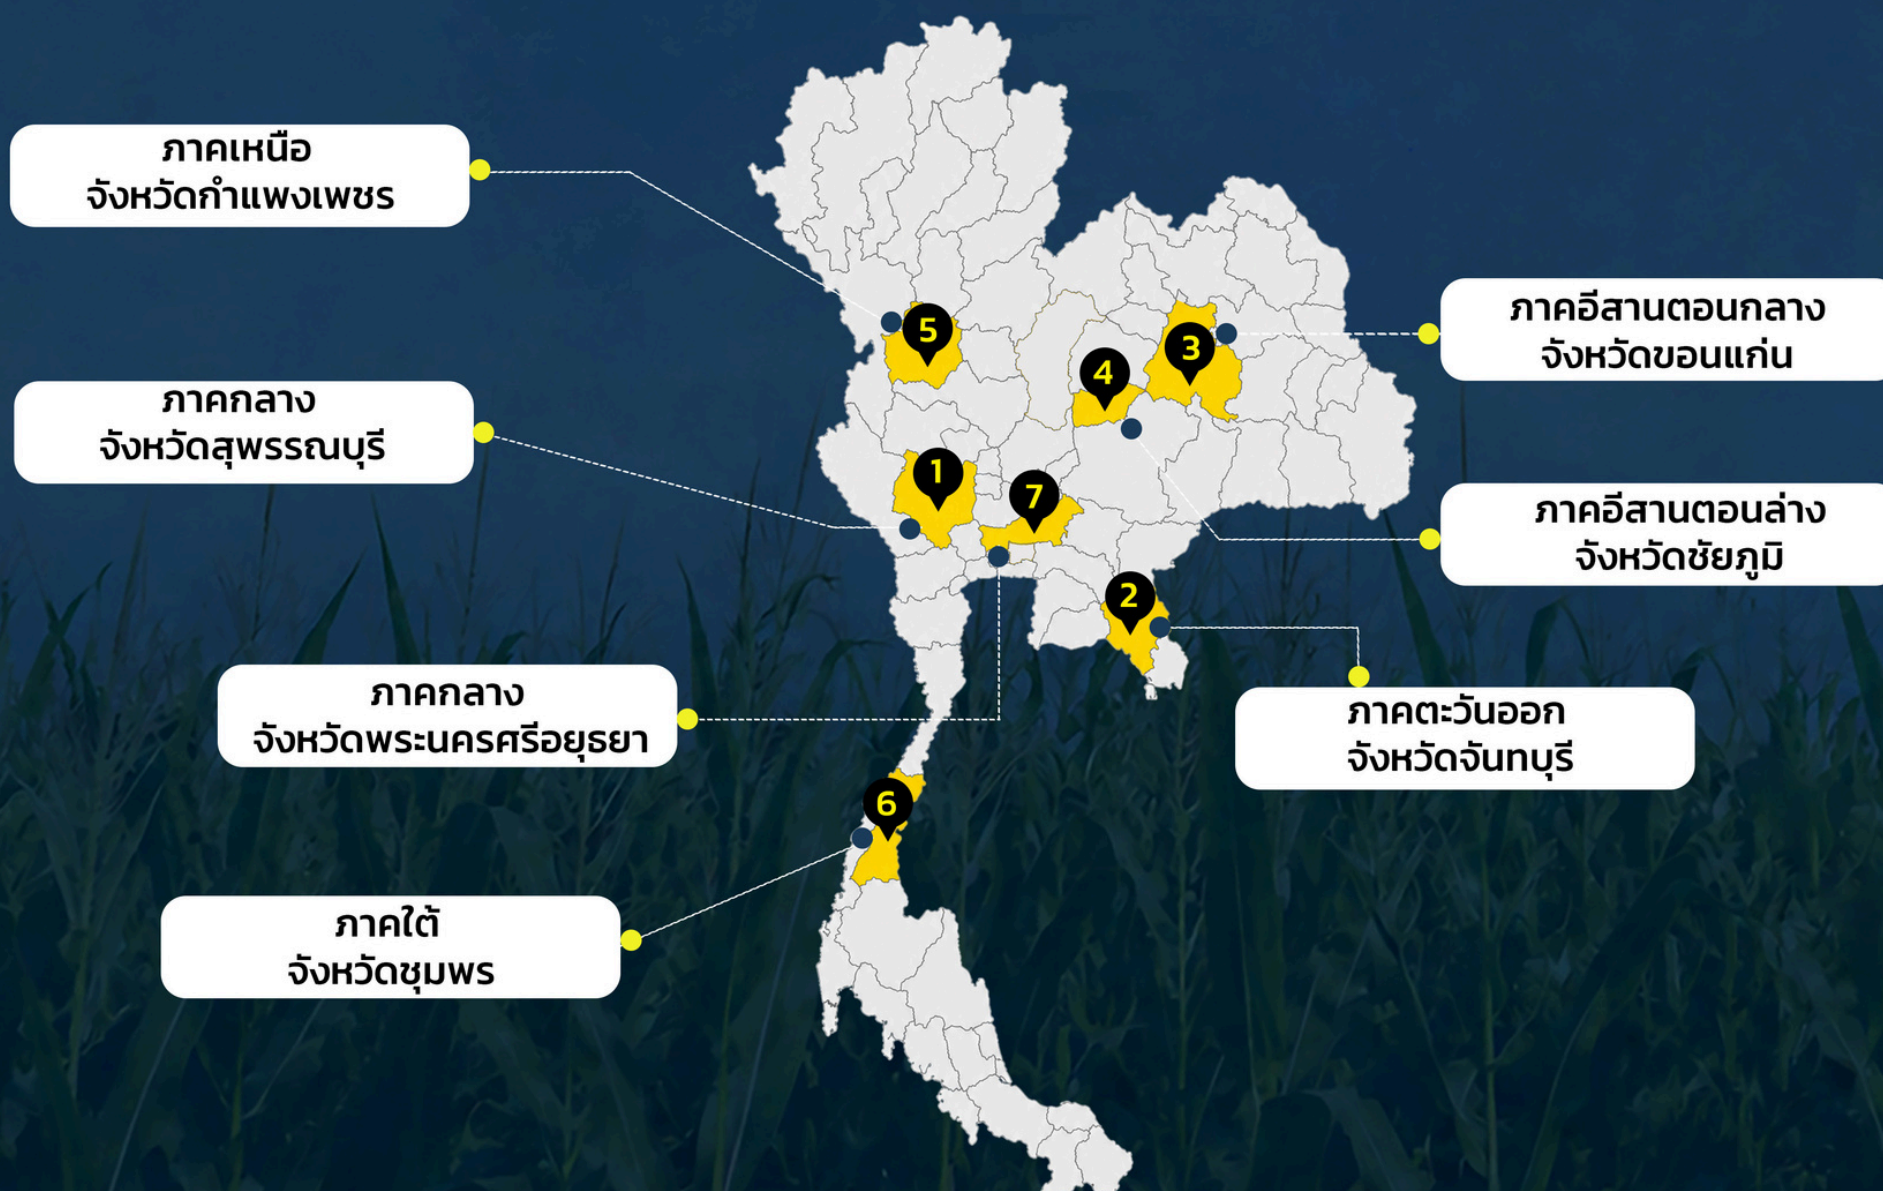 ภาคเหนือ
จังหวัดกำแพงเพชร
ภาคกลาง
จังหวัดสุพรรณบุรี
ภาคกลาง
จังหวัดพระนครศรีอยุธยา
ภาคใต้
จังหวัดชุมพร
5
3
4
1
7
2
6
ภาคอีสานตอนกลาง
จังหวัดขอนแก่น
ภาคอีสานตอนล่าง
จังหวัดชัยภูมิ
ภาคตะวันออก
จังหวัดจันทบุรี